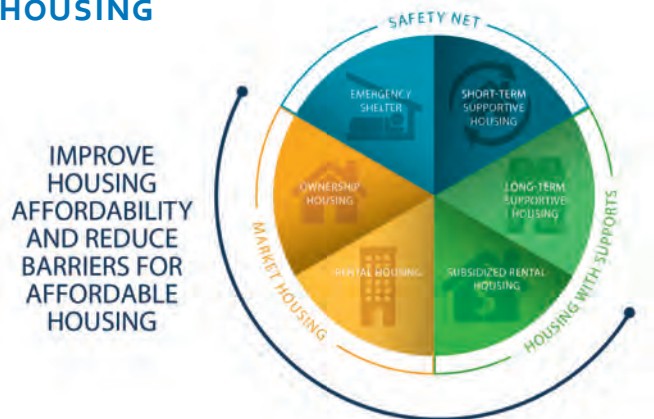 HOUSING
SAFETY NET
EMERGENCY
SHELTER
SHORT-TERM
SUPPORTIVE
HOUSING
IMPROVE
HOUSING
AFFORDABILITY
AND REDUCE
BARRIERS FOR
AFFORDABLE
HOUSING
OWNERSHIP
HOUSING
LONG-TERM
SUPPORTIVE
HOUSING
RENTAL HOUSING
SUBSIDIZED RENTAL
HOUSING
MARKET HOUSING
HOUSING WITH SUPPORTS